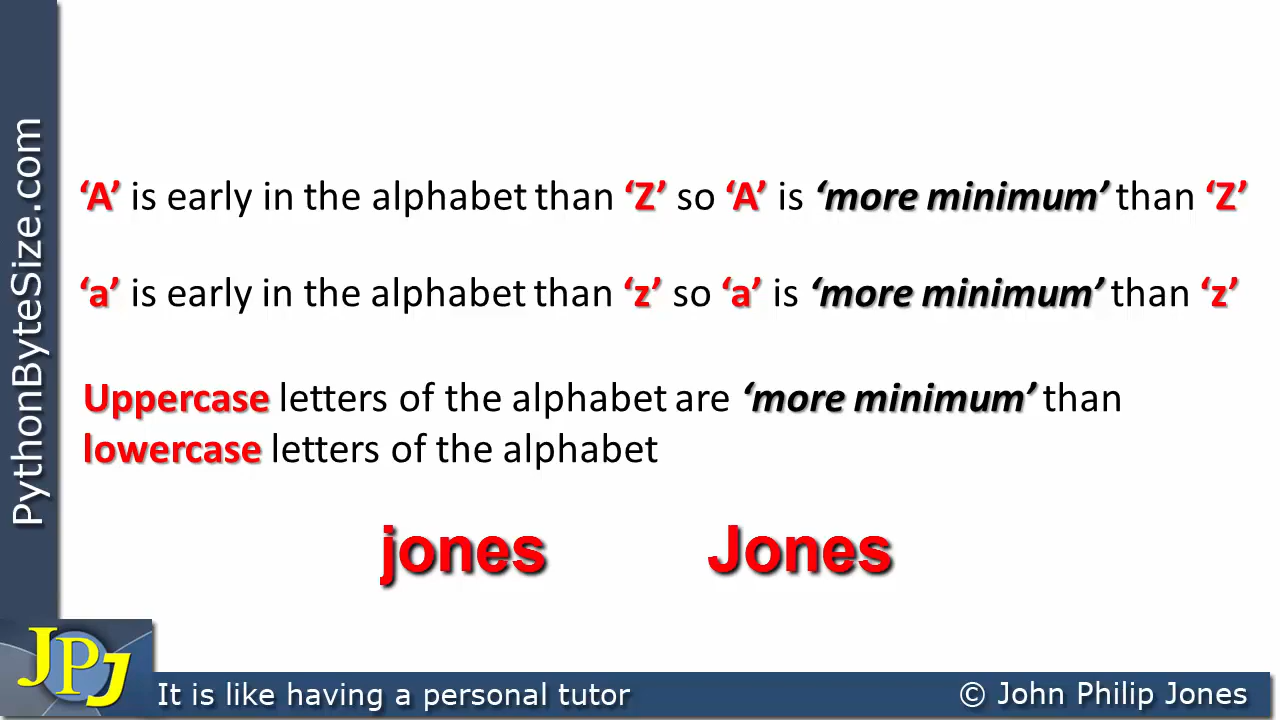 ‘A’ is early in the alphabet than ‘Z’ so ‘A’ is ‘more minimum’ than ‘Z’
‘a’ is early in the alphabet than ‘z’ so ‘a’ is ‘more minimum’ than ‘z’
Uppercase letters of the alphabet are ‘more minimum’ than
lowercase letters of the alphabet
jones Jones
PythonByteSize.com
JPJ
It is like having a personal tutor
© John Philip Jones